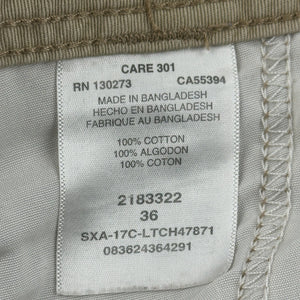 CARE 301
RN 130273 CA55394
MADE IN BANGLADESH
HECHO EN BANGLADESH
FABRIQUE AU BANGLADESH
100% COTTON
100% ALGODON
100% COTON
2183322
36
SXA-17C-LTCH47871
083624364291